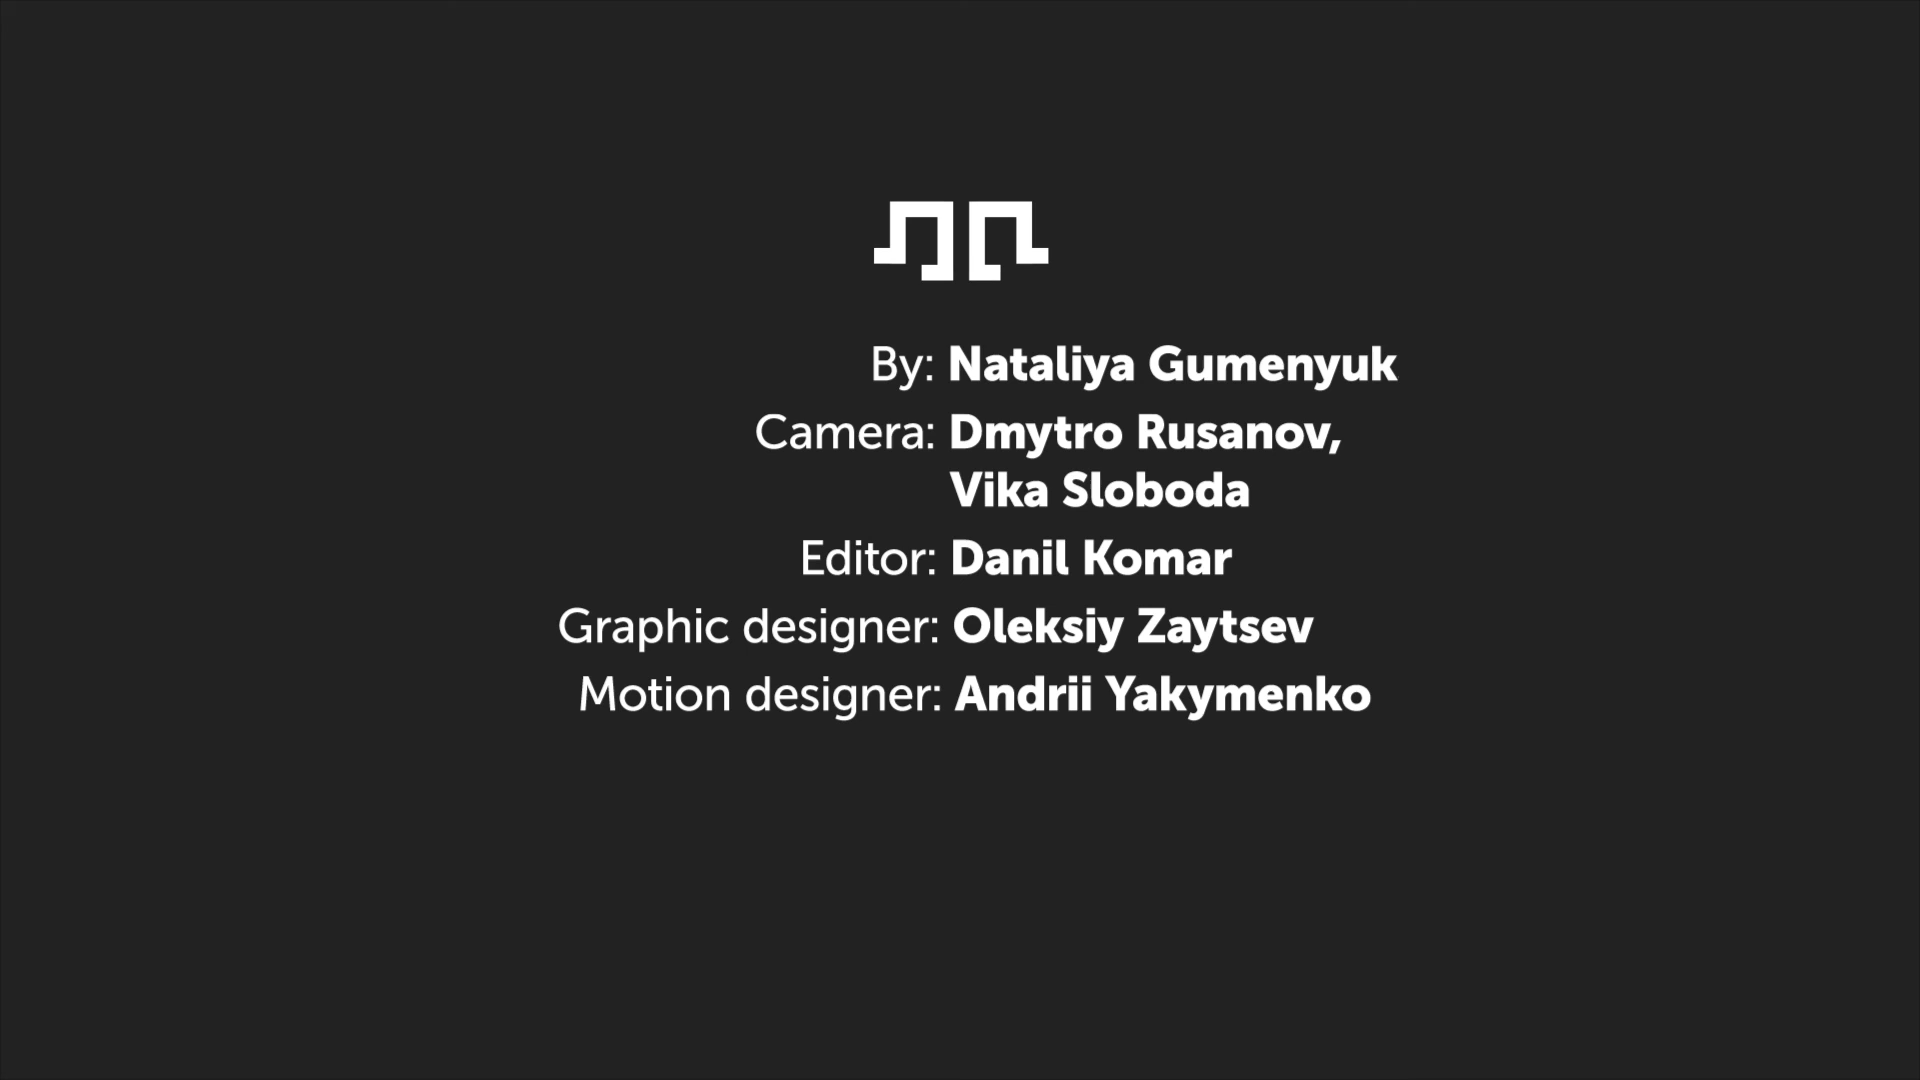 By: Nataliya Gumenyuk
Camera: Dmytro Rusanov,
Vika Sloboda
Editor: Danil Komar
Graphic designer: Oleksiy Zaytsev
Motion designer: Andrii Yakymenko